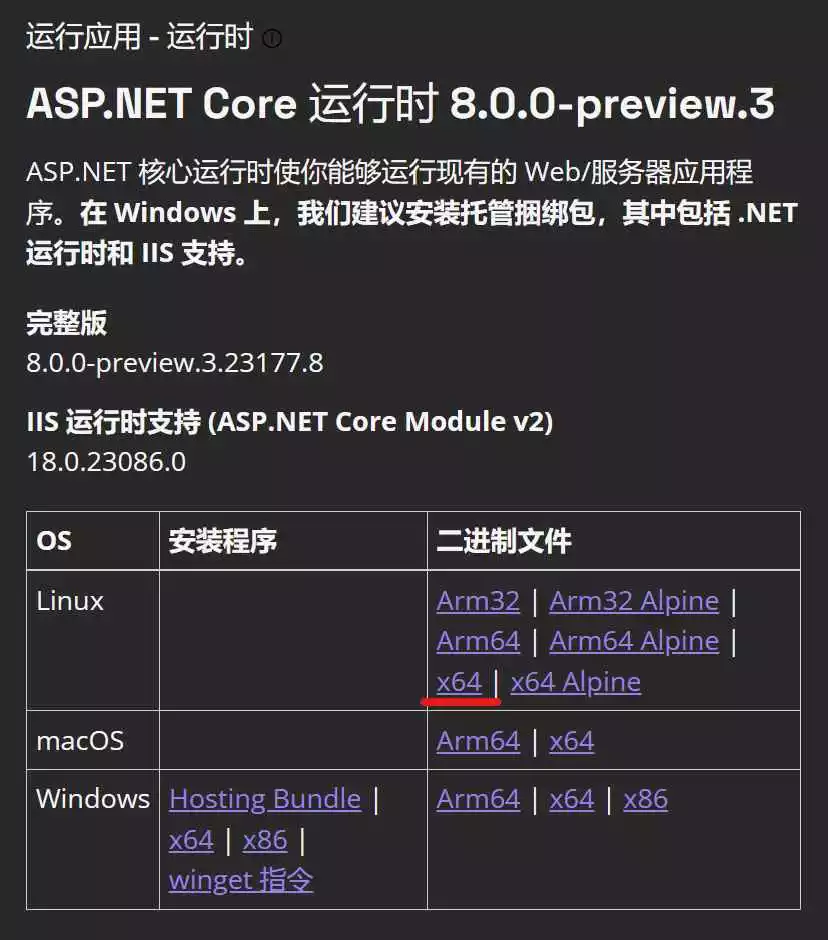 运行应用 - 运行时
ASP.NET Core 运行时 8.0.0-preview.3
ASP.NET 核心运行时使你能够运行现有的 Web/服务器应用程
序。在 Windows 上，我们建议安装托管捆绑包，其中包括 .NET
运行时和 IIS 支持。
完整版
8.0.0-preview.3.23177.8
IIS 运行时支持 (ASP.NET Core Module v2)
18.0.23086.0
OS 安装程序 二进制文件
Linux Arm32 | Arm32 Alpine |
Arm64 | Arm64 Alpine |
x64 | x64 Alpine
macOS Arm64 | x64
Windows Hosting Bundle | Arm64 | x64 | x86
x64 | x86 |
winget 指令